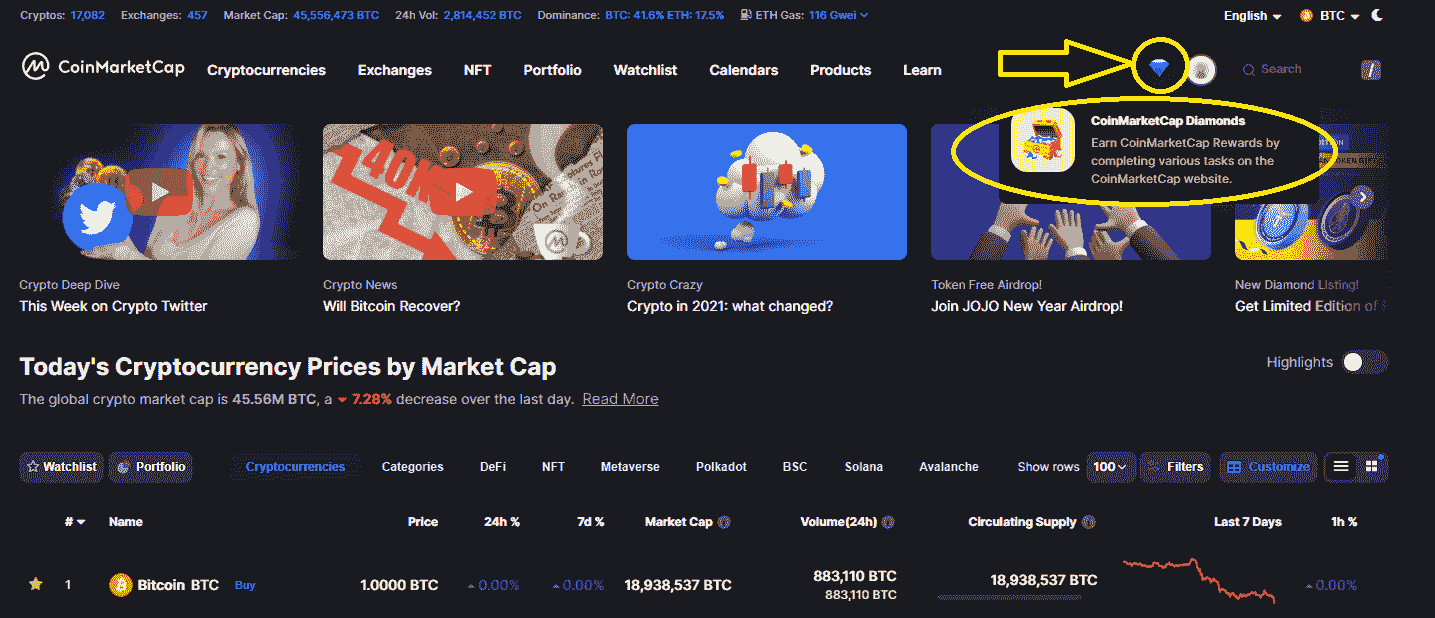 Cryptos: 17,082 Exchanges: 457 Market Cap: 45,556,473 BTC 24h Vol: 2,814,452 BTC Dominance: BTC: 41.6% ETH: 17.5% ETH Gas: 116 Gwei English BTC
CoinMarketCap Cryptocurrencies Exchanges NFT Portfolio Watchlist Calendars Products Learn Search /
CoinMarketCap Diamonds
Earn CoinMarketCap Rewards by
completing various tasks on the
CoinMarketCap website.
40M
Crypto Deep Dive
This Week on Crypto Twitter
Crypto News
Will Bitcoin Recover?
Crypto Crazy
Crypto in 2021: what changed?
Token Free Airdrop!
Join JOJO New Year Airdrop!
New Diamond Listing!
Get Limited Edition of
Today's Cryptocurrency Prices by Market Cap
Highlights
The global crypto market cap is 45.56M BTC, a 7.28% decrease over the last day. Read More
Watchlist Portfolio Cryptocurrencies Categories DeFi NFT Metaverse Polkadot BSC Solana Avalanche Show rows 100 Filters Customize
# Name Price 24h % 7d % Market Cap Volume(24h) Circulating Supply Last 7 Days 1h %
1 Bitcoin BTC Buy 1.0000 BTC 0.00% 0.00% 18,938,537 BTC 883,110 BTC 18,938,537 BTC 0.00%
883,110 BTC